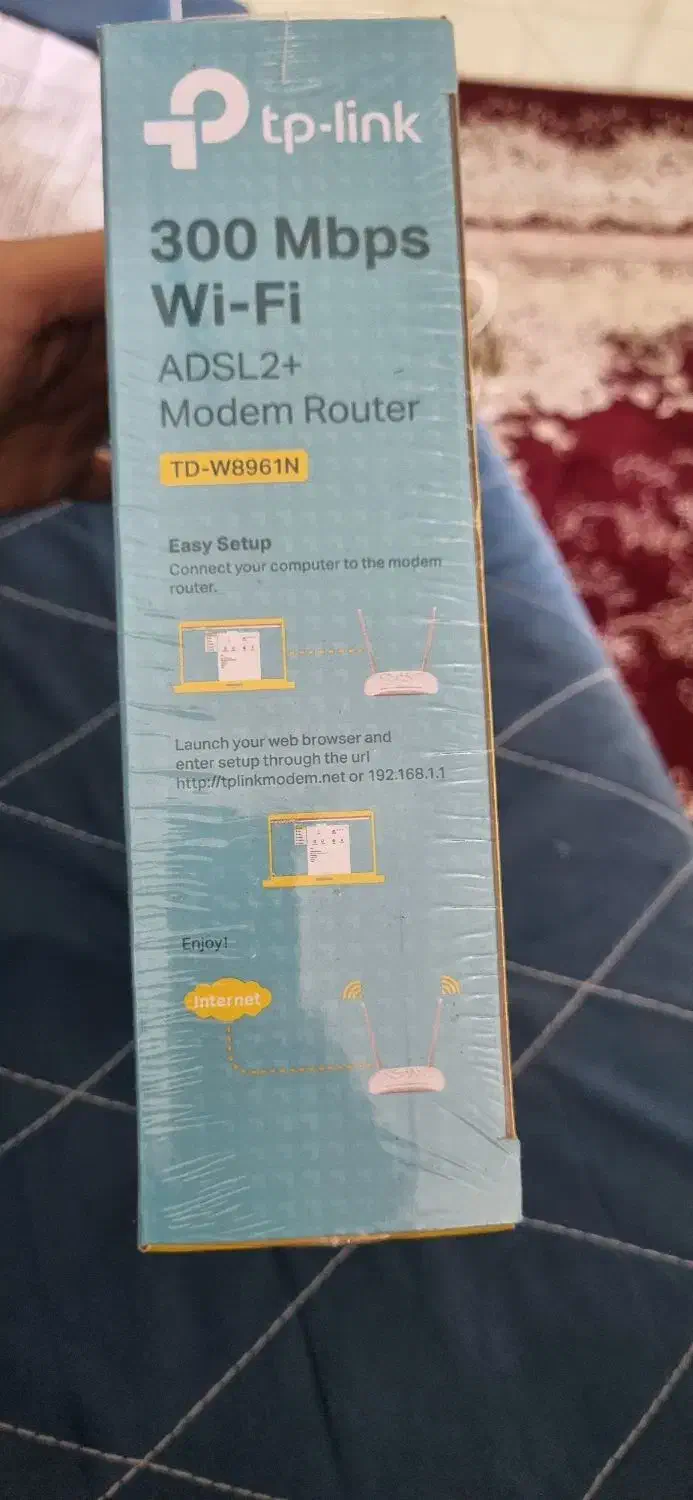 tp-link
300 Mbps
Wi-Fi
ADSL2+
Modem Router
TD-W8961N
Easy Setup
Connect your computer to the modem
router.
Launch your web browser and
enter setup through the url
http://tplinkmodem.net or 192.168.1.1
Enjoy!
Internet